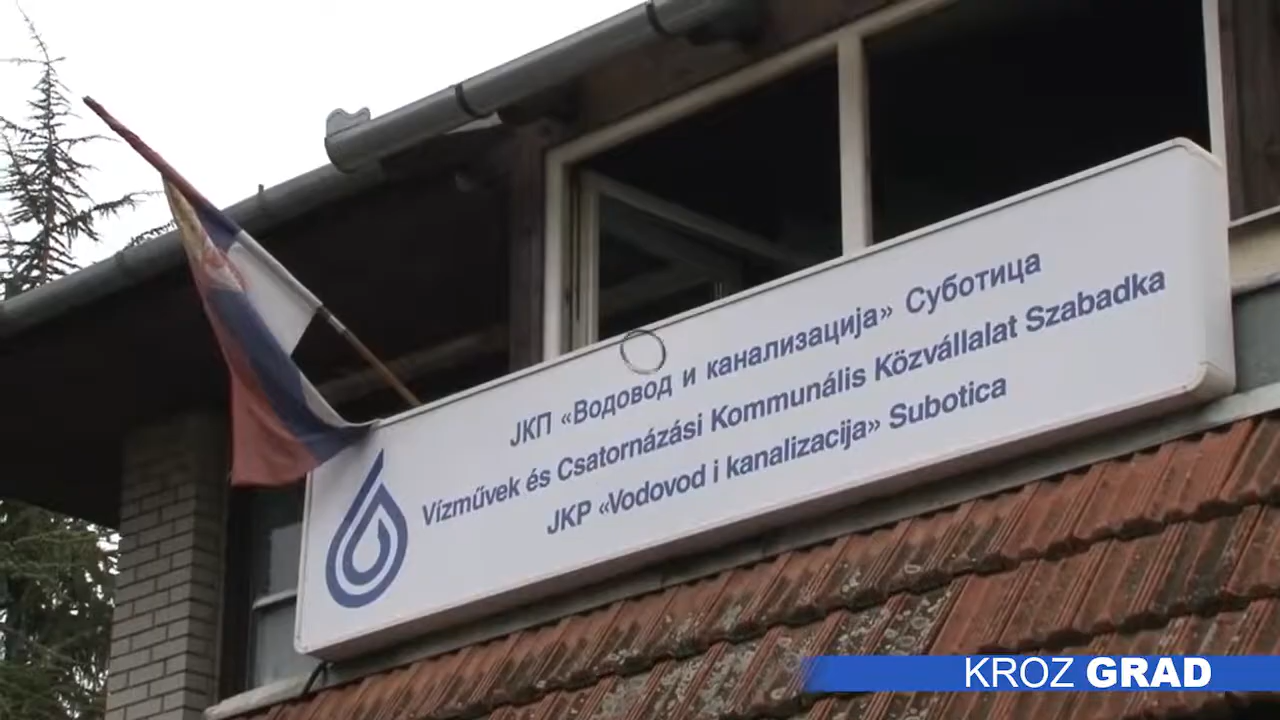 ЈКП «Водовод и канализација» Суботица
Vízművek és Csatornázási Kommunális Közvállalat Szabadka
JKP «Vodovod i kanalizacija» Subotica
KROZ GRAD